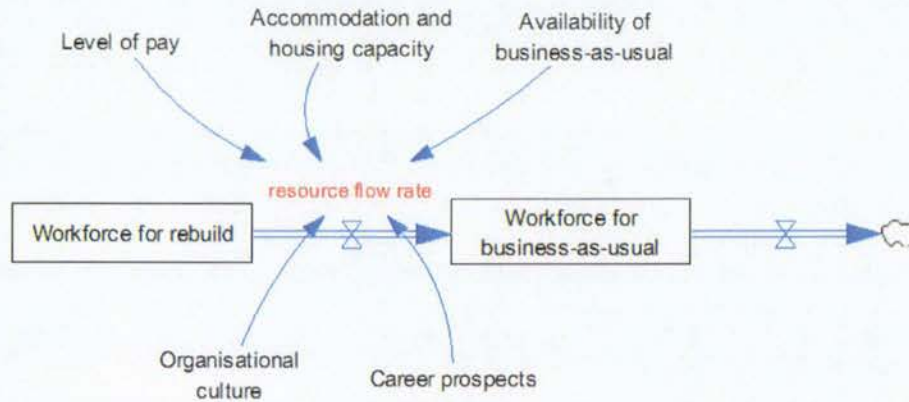 Level of pay
Accommodation and
housing capacity
Availability of
business-as-usual
resource flow rate
Workforce for rebuild
Workforce for
business-as-usual
Organisational
culture
Career prospects